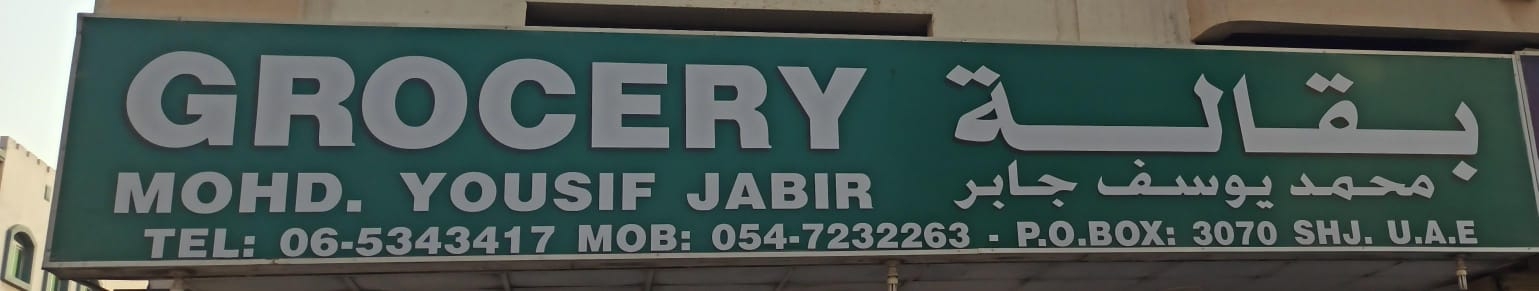 GROCERY بقالة
MOHD. YOUSIF JABIR محمد يوسف جابر
TEL: 06-5343417 MOB: 054-7232263 - P.O.BOX: 3070 SHJ. U.A.E